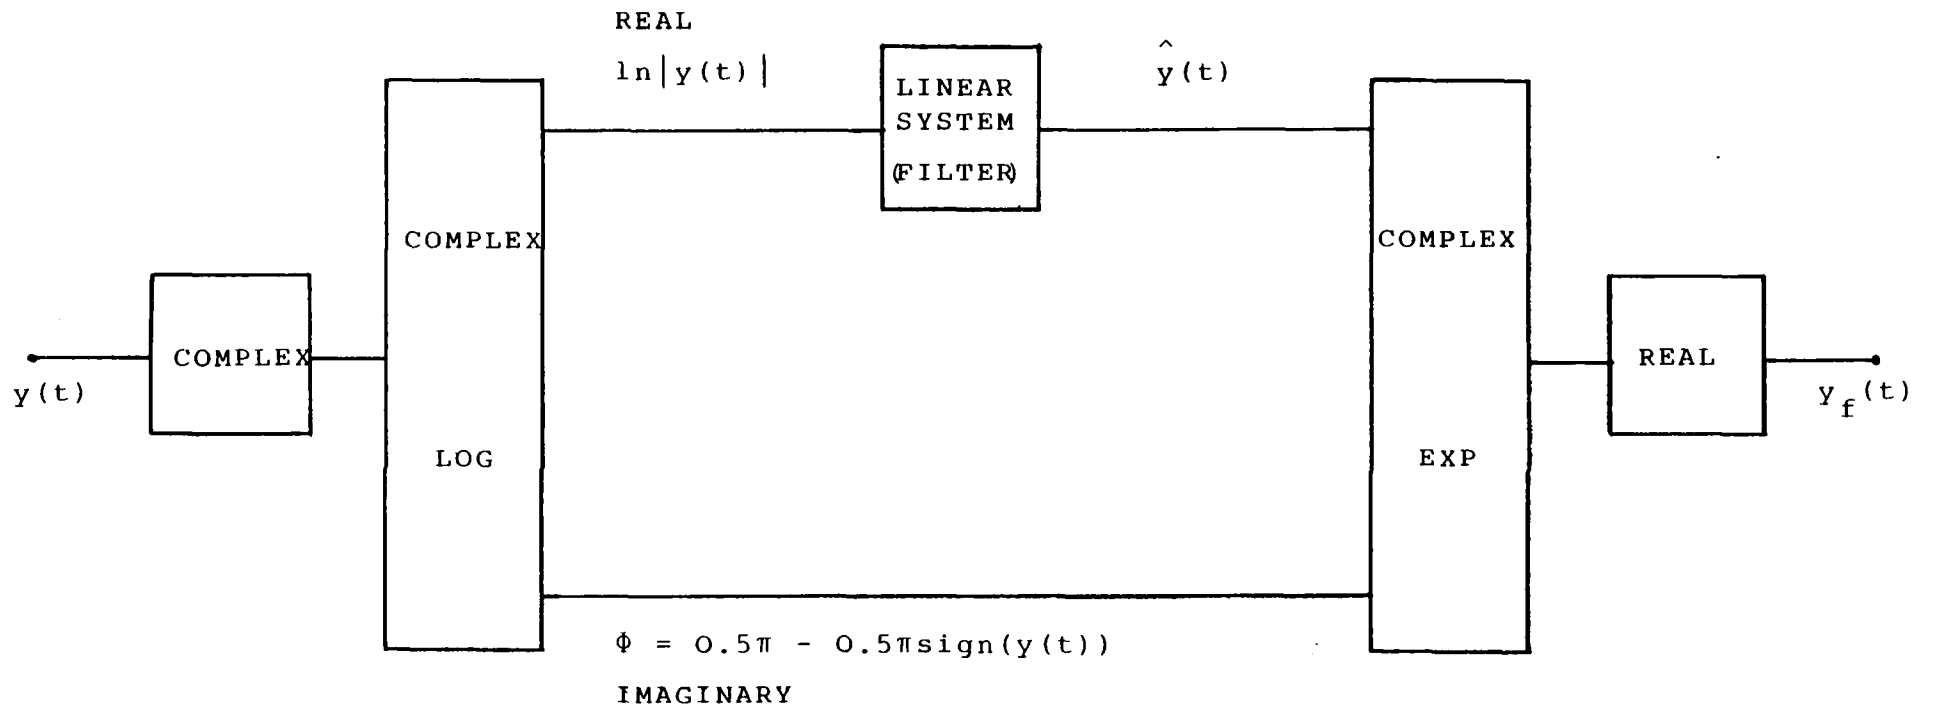 REAL
ln|y(t)|
LINEAR
SYSTEM
(FILTER)
ŷ(t)
COMPLEX
LOG
COMPLEX
y(t)
Φ = 0.5π - 0.5πsign(y(t))
IMAGINARY
COMPLEX
EXP
REAL
y_f(t)